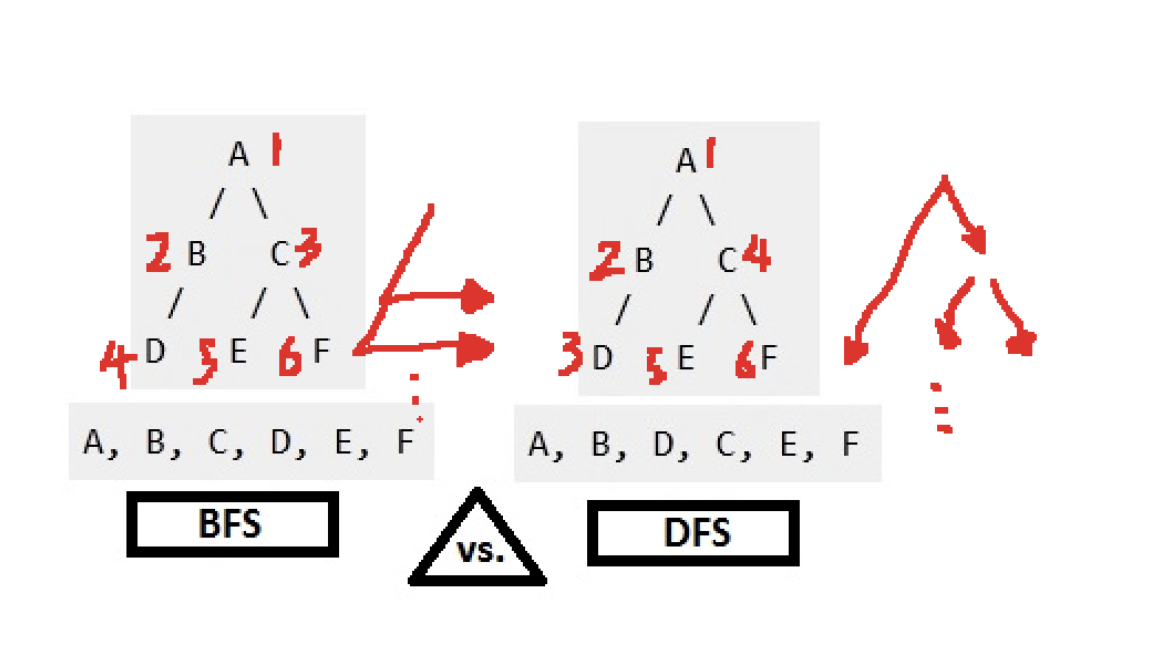 A 1
2 B C 3
4 D 5 E 6 F
A, B, C, D, E, F
BFS
vs.
A 1
2 B C 4
3 D 5 E 6 F
A, B, D, C, E, F
DFS